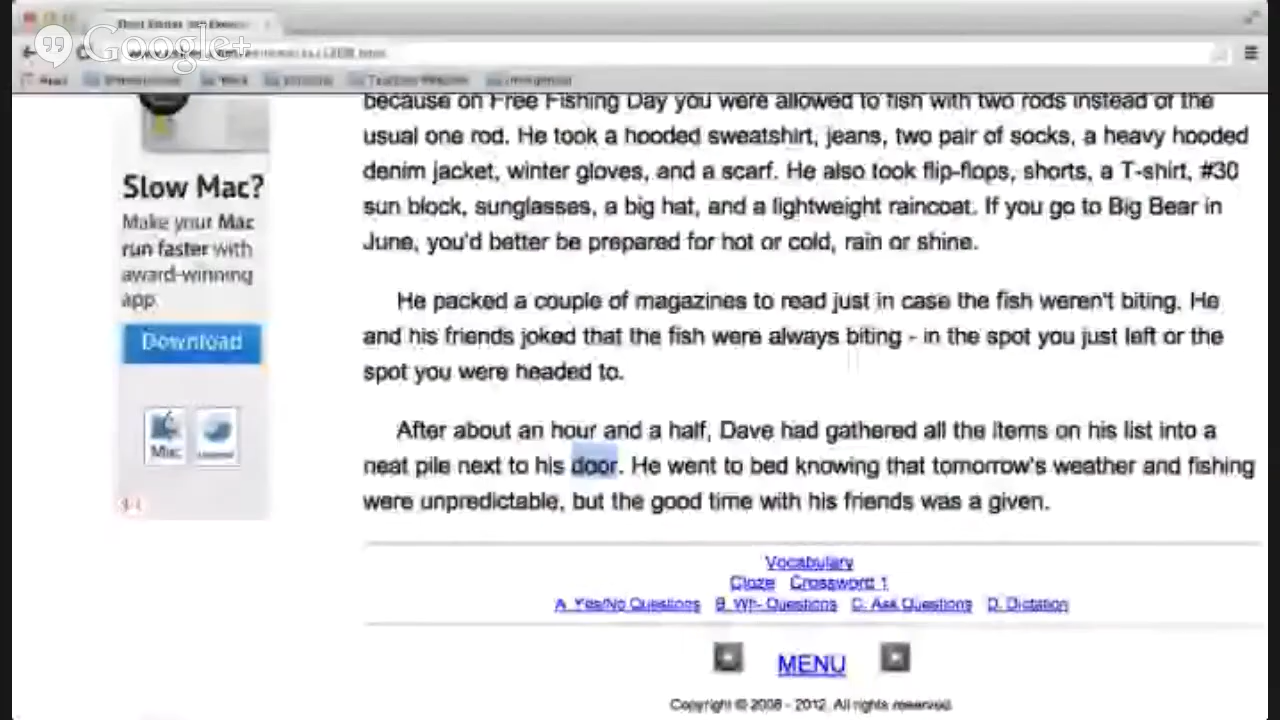 Google+
because on Free Fishing Day you were allowed to fish with two rods instead of the
usual one rod. He took a hooded sweatshirt, jeans, two pair of socks, a heavy hooded
denim jacket, winter gloves, and a scarf. He also took flip-flops, shorts, a T-shirt, #30
sun block, sunglasses, a big hat, and a lightweight raincoat. If you go to Big Bear in
June, you'd better be prepared for hot or cold, rain or shine.
He packed a couple of magazines to read just in case the fish weren't biting. He
and his friends joked that the fish were always biting - in the spot you just left or the
spot you were headed to.
After about an hour and a half, Dave had gathered all the items on his list into a
neat pile next to his door. He went to bed knowing that tomorrow's weather and fishing
were unpredictable, but the good time with his friends was a given.
Slow Mac?
Make your Mac
run faster with
award-winning
app
Download
Mac
Vocabulary
Cloze Crossword 1
A. Yes/No Questions B. Wh- Questions C. Ask Questions D. Dictation
MENU
Copyright © 2008 - 2012. All rights reserved.